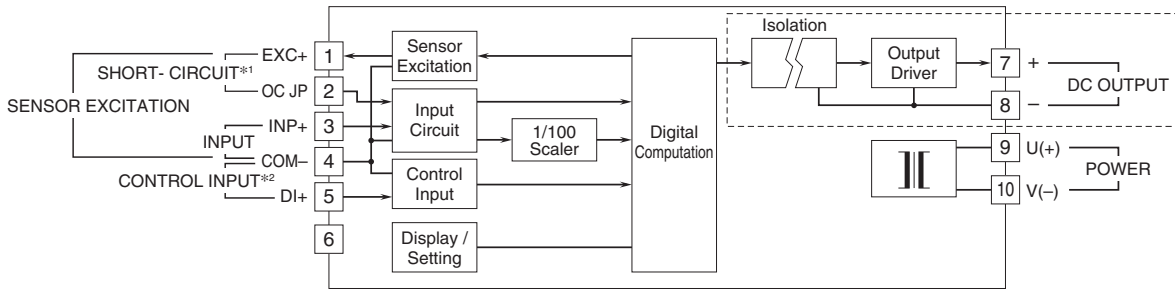 SENSOR EXCITATION
SHORT- CIRCUIT*1
INPUT
CONTROL INPUT*2
EXC+ 1
OC JP 2
INP+ 3
COM− 4
DI+ 5
6
Sensor
Excitation
Input
Circuit
1/100
Scaler
Control
Input
Display /
Setting
Digital
Computation
Isolation
Output
Driver
7 +
8 −
DC OUTPUT
9 U(+)
10 V(−)
POWER